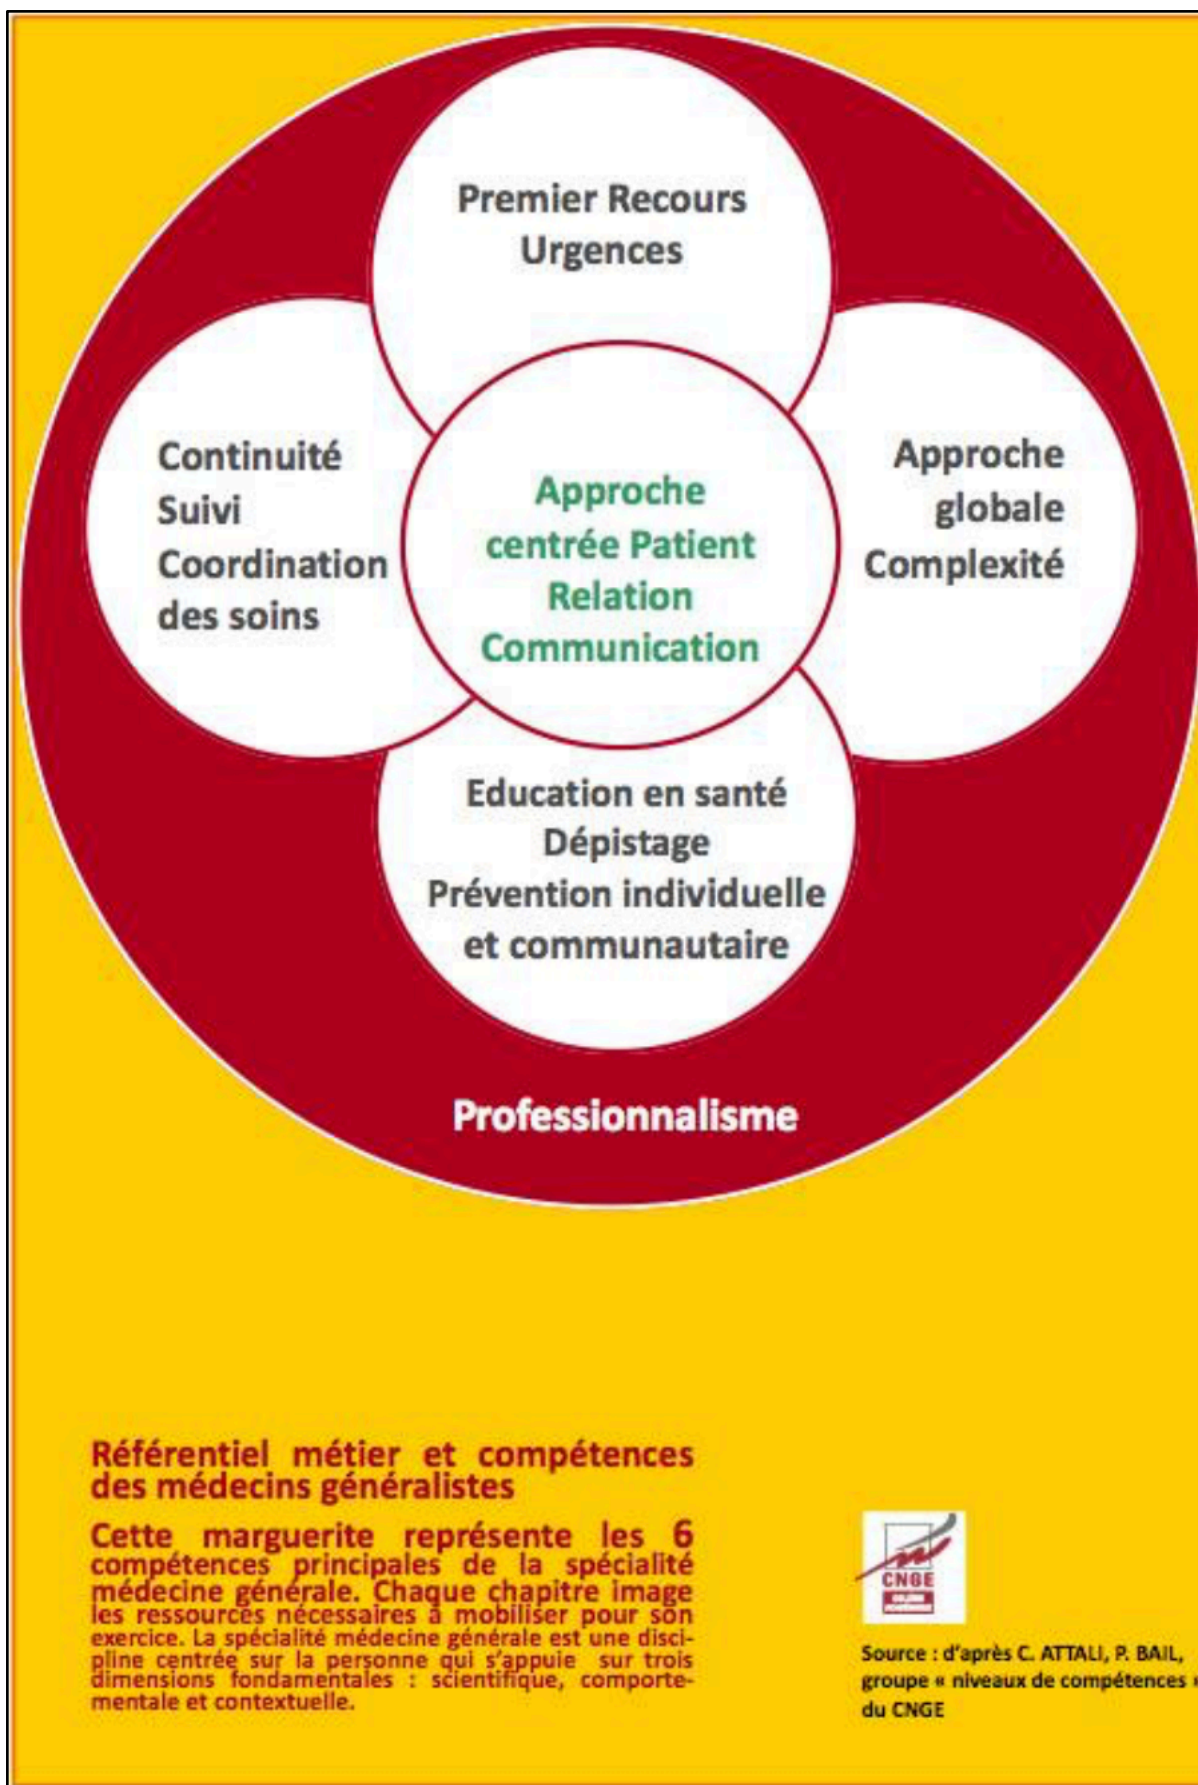 Premier Recours
Urgences
Continuité
Suivi
Coordination
des soins
Approche
centrée Patient
Relation
Communication
Approche
globale
Complexité
Education en santé
Dépistage
Prévention individuelle
et communautaire
Professionnalisme
Référentiel métier et compétences
des médecins généralistes
Cette marguerite représente les 6
compétences principales de la spécialité
médecine générale. Chaque chapitre image
les ressources nécessaires à mobiliser pour son
exercice. La spécialité médecine générale est une disci-
pline centrée sur la personne qui s'appuie sur trois
dimensions fondamentales : scientifique, comporte-
mentale et contextuelle.
CNGE
Source : d'après C. ATTALI, P. BAIL,
groupe « niveaux de compétences »
du CNGE